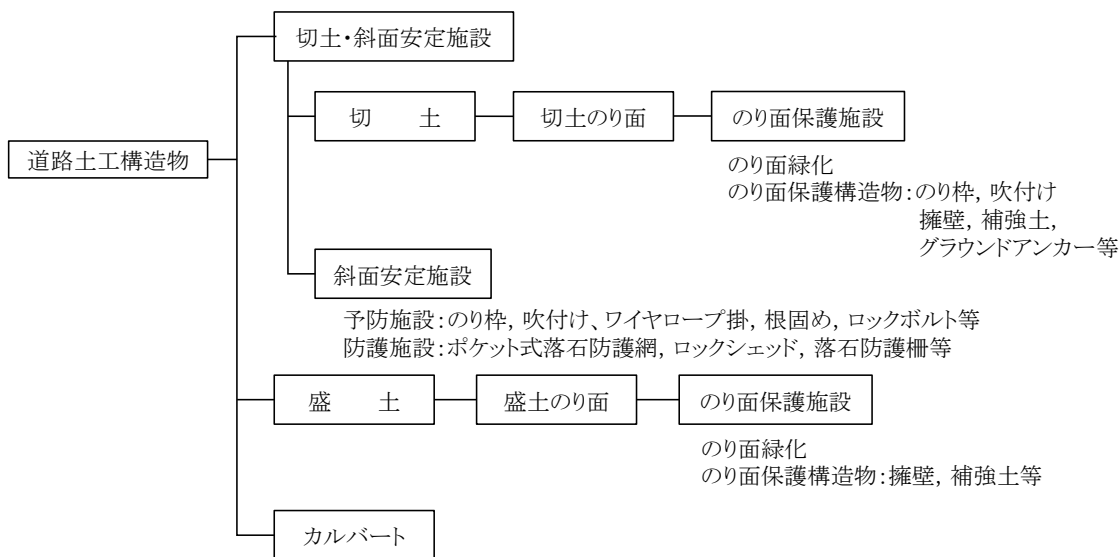 切土・斜面安定施設
切　土
切土のり面
のり面保護施設
道路土工構造物
のり面緑化
のり面保護構造物：のり枠, 吹付け
擁壁, 補強土,
グラウンドアンカー等
斜面安定施設
予防施設：のり枠, 吹付け、ワイヤロープ掛, 根固め, ロックボルト等
防護施設：ポケット式落石防護網, ロックシェッド, 落石防護柵等
盛　土
盛土のり面
のり面保護施設
のり面緑化
のり面保護構造物：擁壁, 補強土等
カルバート